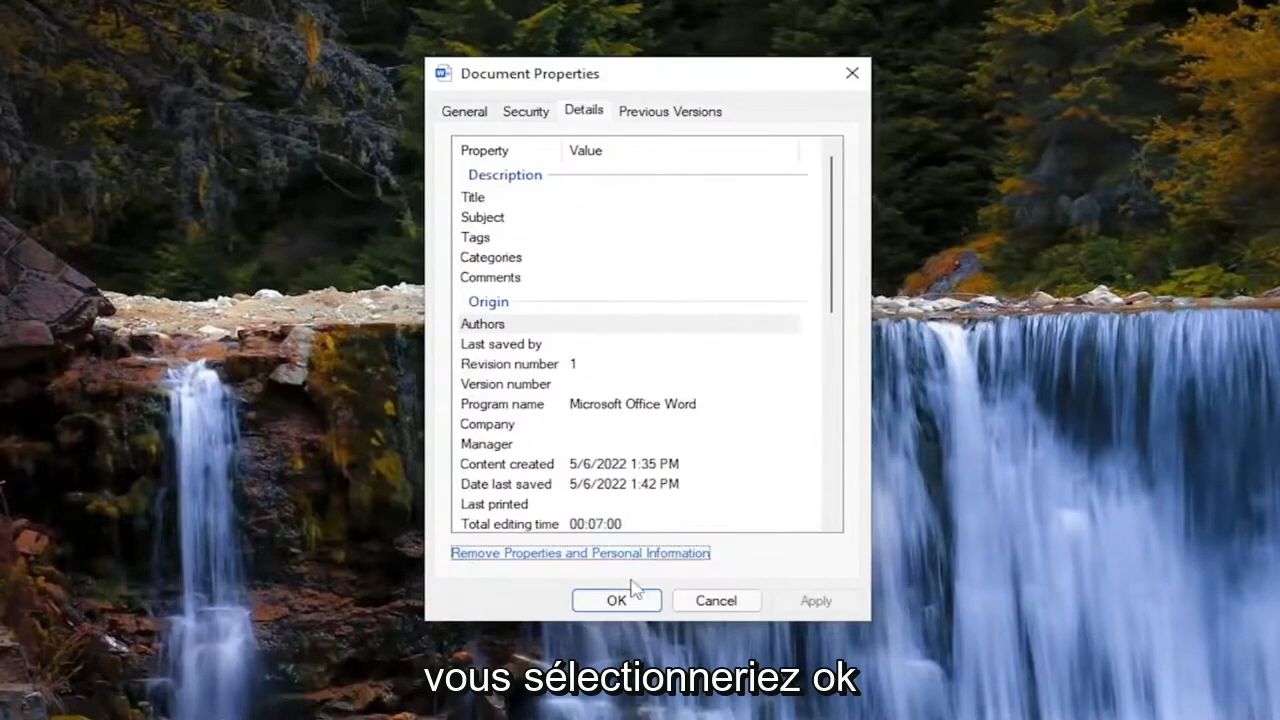 Document Properties
General Security Details Previous Versions
Property Value
Description
Title
Subject
Tags
Categories
Comments
Origin
Authors
Last saved by
Revision number 1
Version number
Program name Microsoft Office Word
Company
Manager
Content created 5/6/2022 1:35 PM
Date last saved 5/6/2022 1:42 PM
Last printed
Total editing time 00:07:00
Remove Properties and Personal Information
OK Cancel Apply
vous sélectionneriez ok